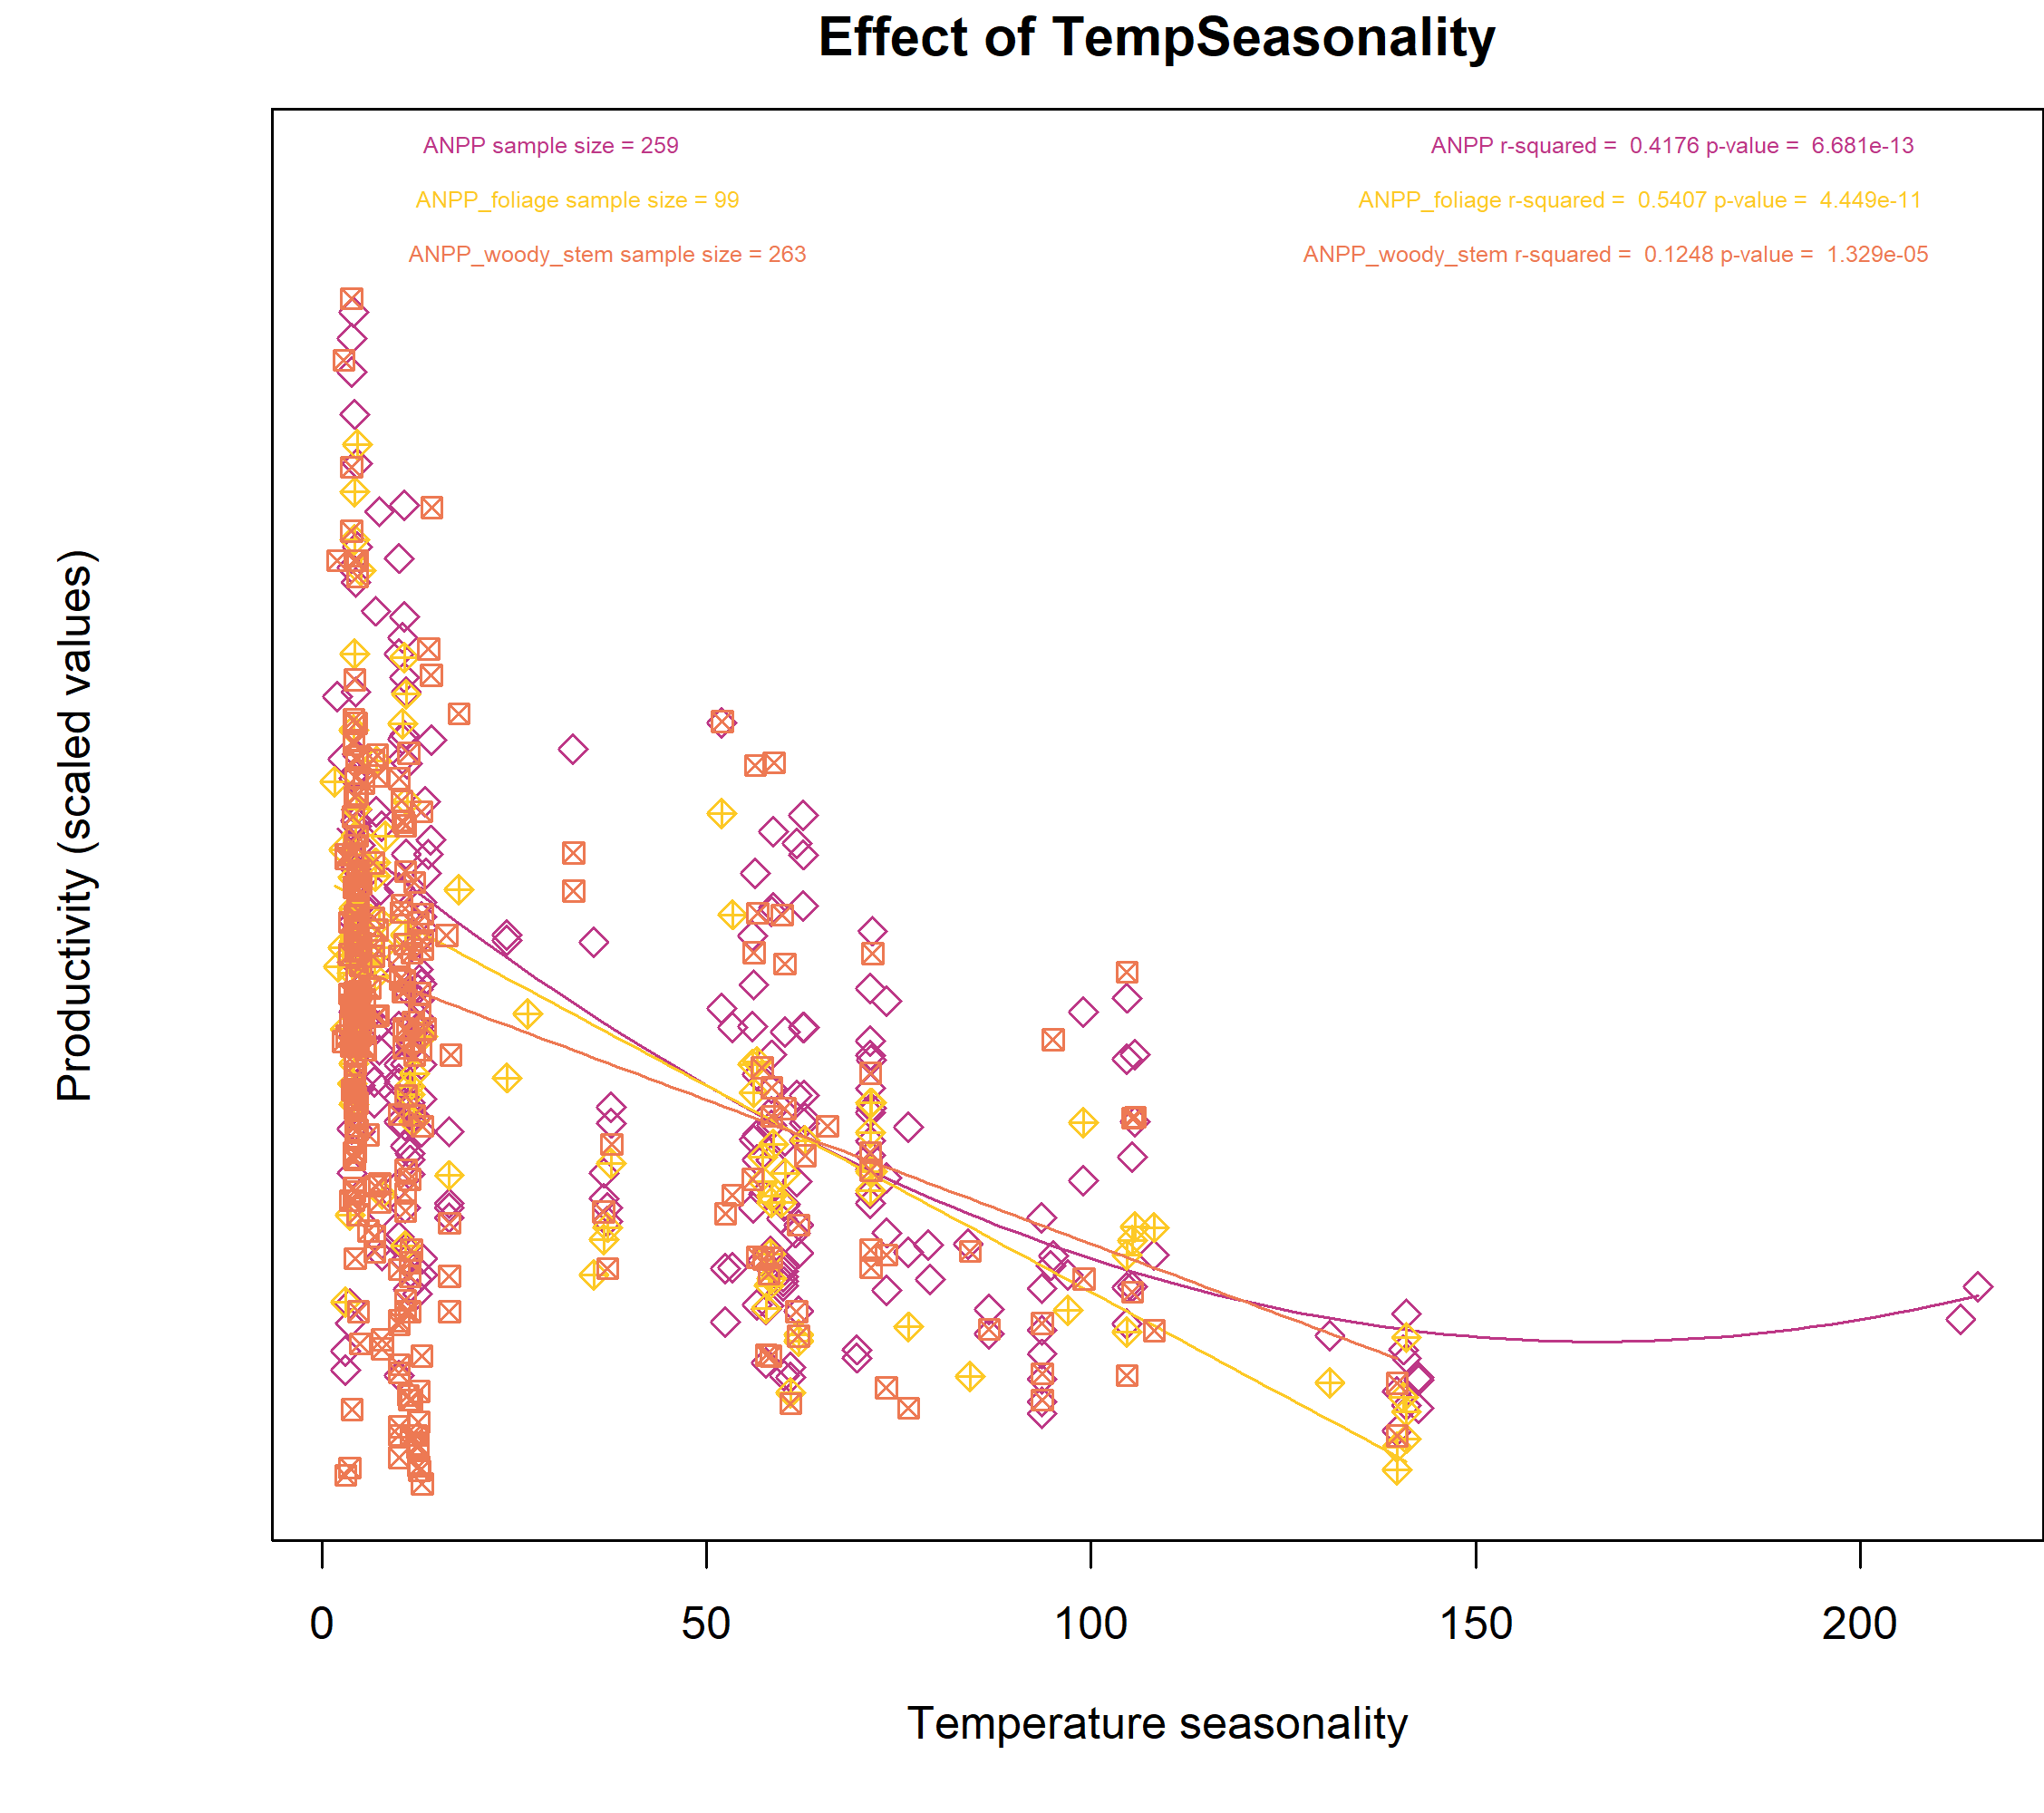 Effect of TempSeasonality
ANPP sample size = 259
ANPP r-squared = 0.4176 p-value = 6.681e-13
ANPP_foliage sample size = 99
ANPP_foliage r-squared = 0.5407 p-value = 4.449e-11
ANPP_woody_stem sample size = 263
ANPP_woody_stem r-squared = 0.1248 p-value = 1.329e-05
Productivity (scaled values)
0 50 100 150 200
Temperature seasonality